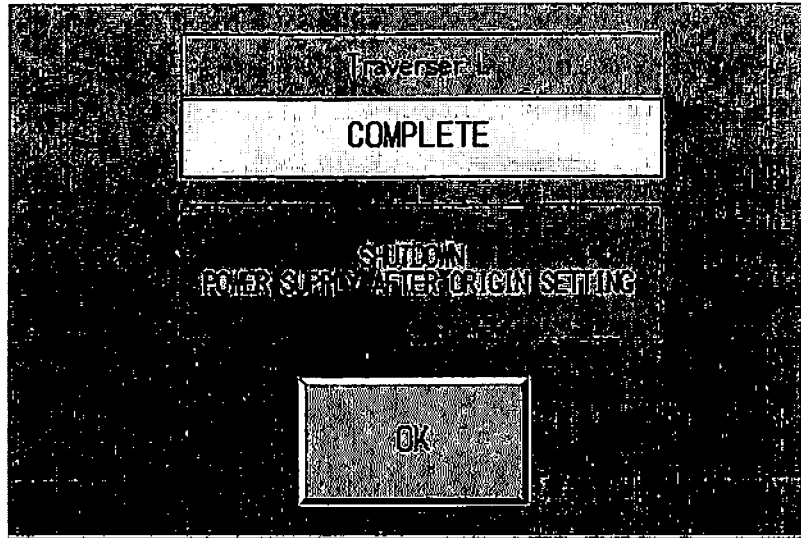 Traverser L
COMPLETE
SHUTDOWN
POWER SUPPLY AFTER ORIGIN SETTING
OK